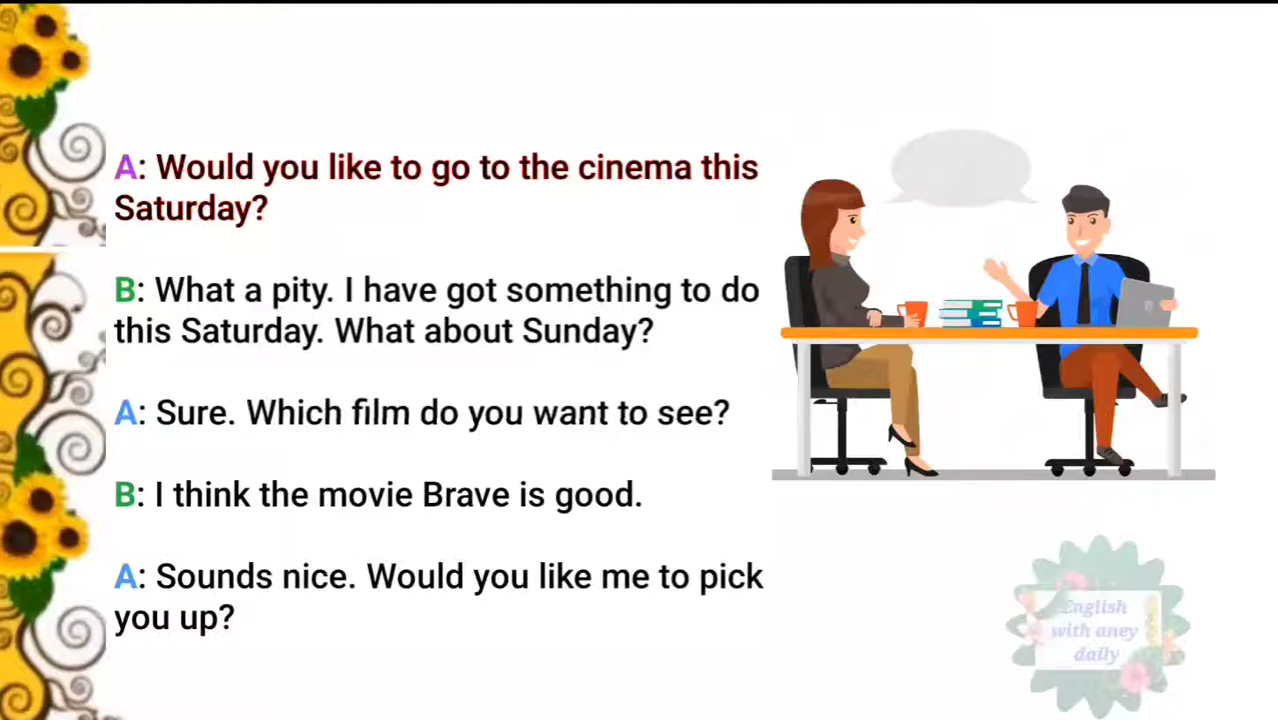 A: Would you like to go to the cinema this
Saturday?
B: What a pity. I have got something to do
this Saturday. What about Sunday?
A: Sure. Which film do you want to see?
B: I think the movie Brave is good.
A: Sounds nice. Would you like me to pick
you up?
English
with aney
daily